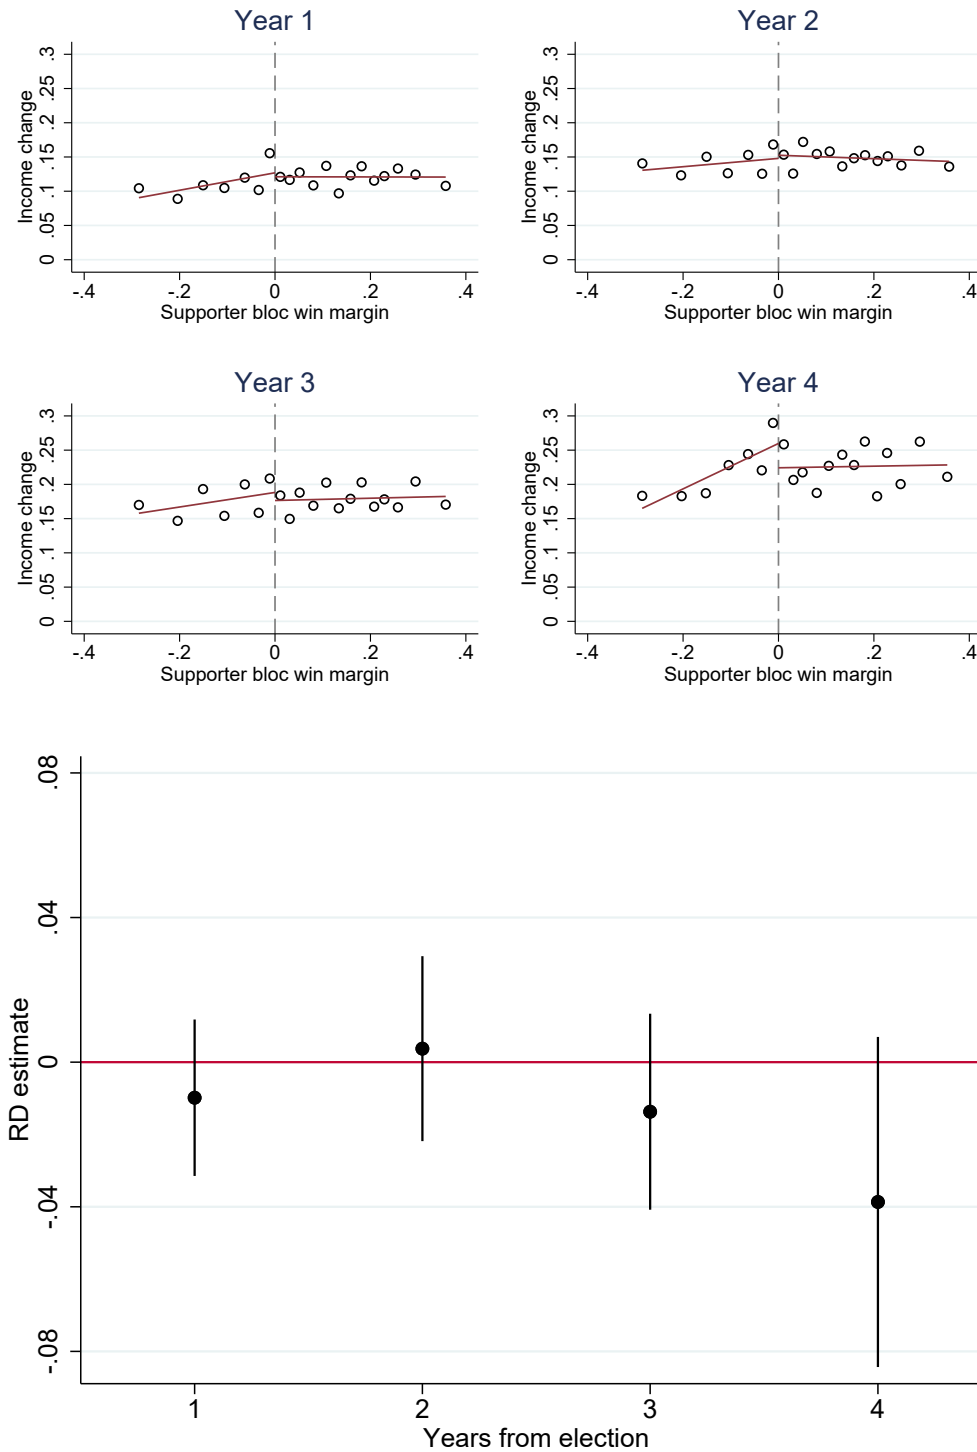 Year 1
Income change
.3
.25
.2
.15
.1
.05
0
-.4 -.2 0 .2 .4
Supporter bloc win margin
Year 2
Income change
.3
.25
.2
.15
.1
.05
0
-.4 -.2 0 .2 .4
Supporter bloc win margin
Year 3
Income change
.3
.25
.2
.15
.1
.05
0
-.4 -.2 0 .2 .4
Supporter bloc win margin
Year 4
Income change
.3
.25
.2
.15
.1
.05
0
-.4 -.2 0 .2 .4
Supporter bloc win margin
RD estimate
.08
.04
0
-.04
-.08
1 2 3 4
Years from election